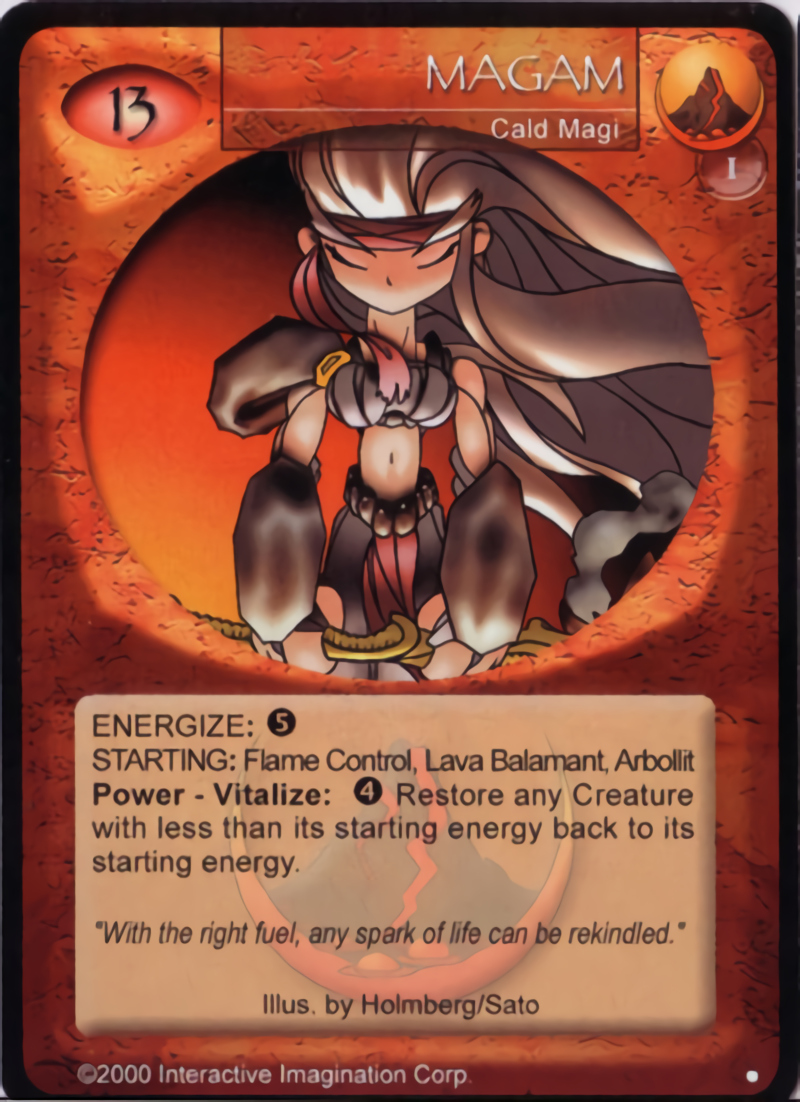 13
MAGAM
Cald Magi
I
ENERGIZE: ❺
STARTING: Flame Control, Lava Balamant, Arbollit
Power - Vitalize: ❹ Restore any Creature
with less than its starting energy back to its
starting energy.
"With the right fuel, any spark of life can be rekindled."
Illus. by Holmberg/Sato
©2000 Interactive Imagination Corp.